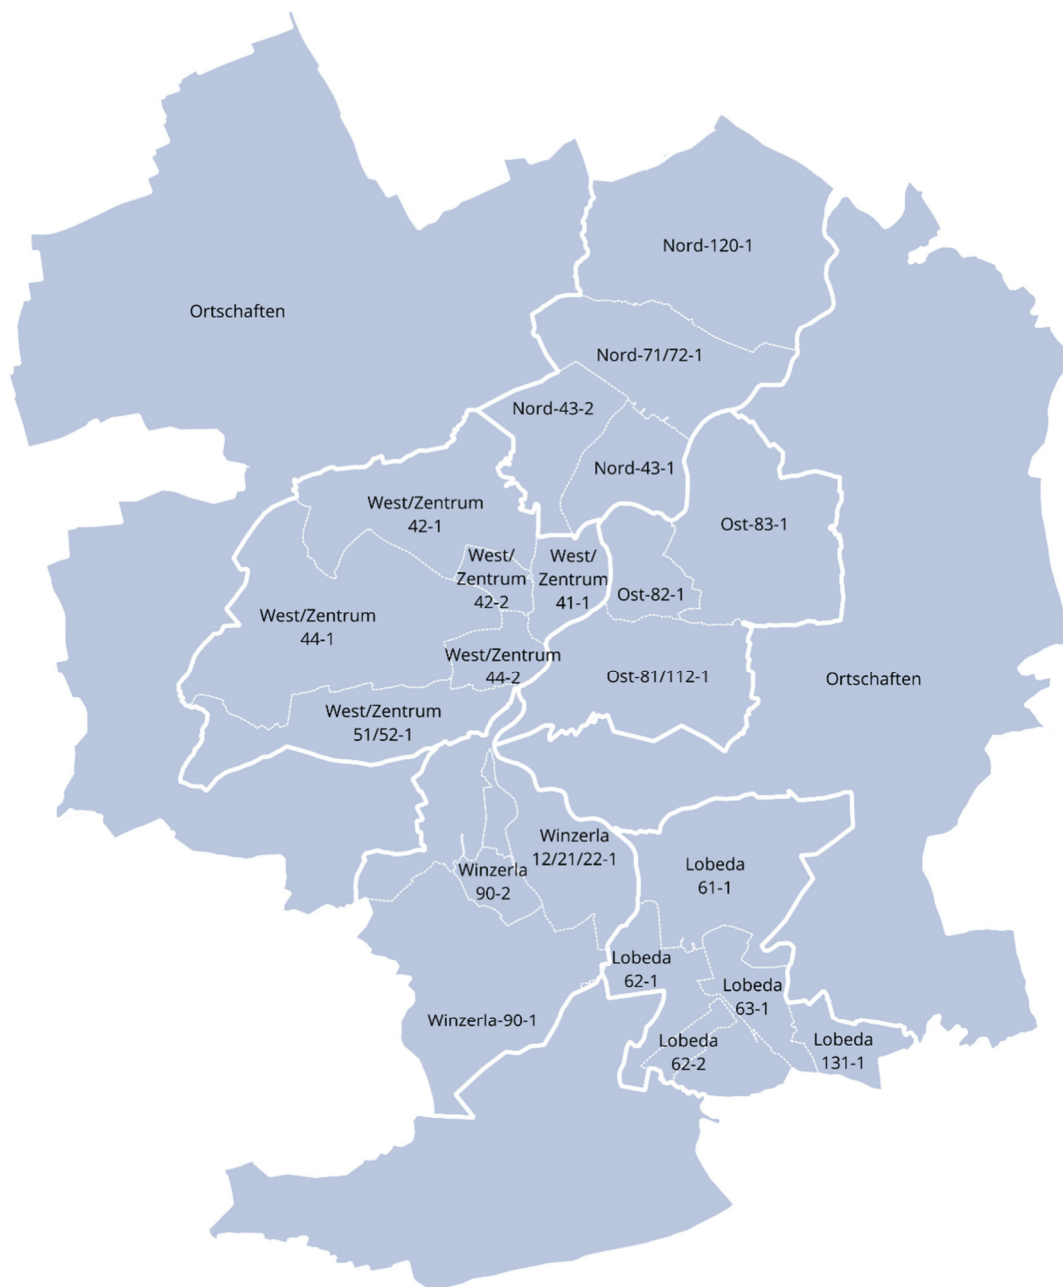 Nord-120-1
Ortschaften
Nord-71/72-1
Nord-43-2
Nord-43-1
West/Zentrum
42-1
Ost-83-1
West/
Zentrum
42-2
West/
Zentrum
41-1
Ost-82-1
West/Zentrum
44-1
West/Zentrum
44-2
Ost-81/112-1
Ortschaften
West/Zentrum
51/52-1
Winzerla
12/21/22-1
Winzerla
90-2
Lobeda
61-1
Lobeda
62-1
Lobeda
63-1
Winzerla-90-1
Lobeda
62-2
Lobeda
131-1